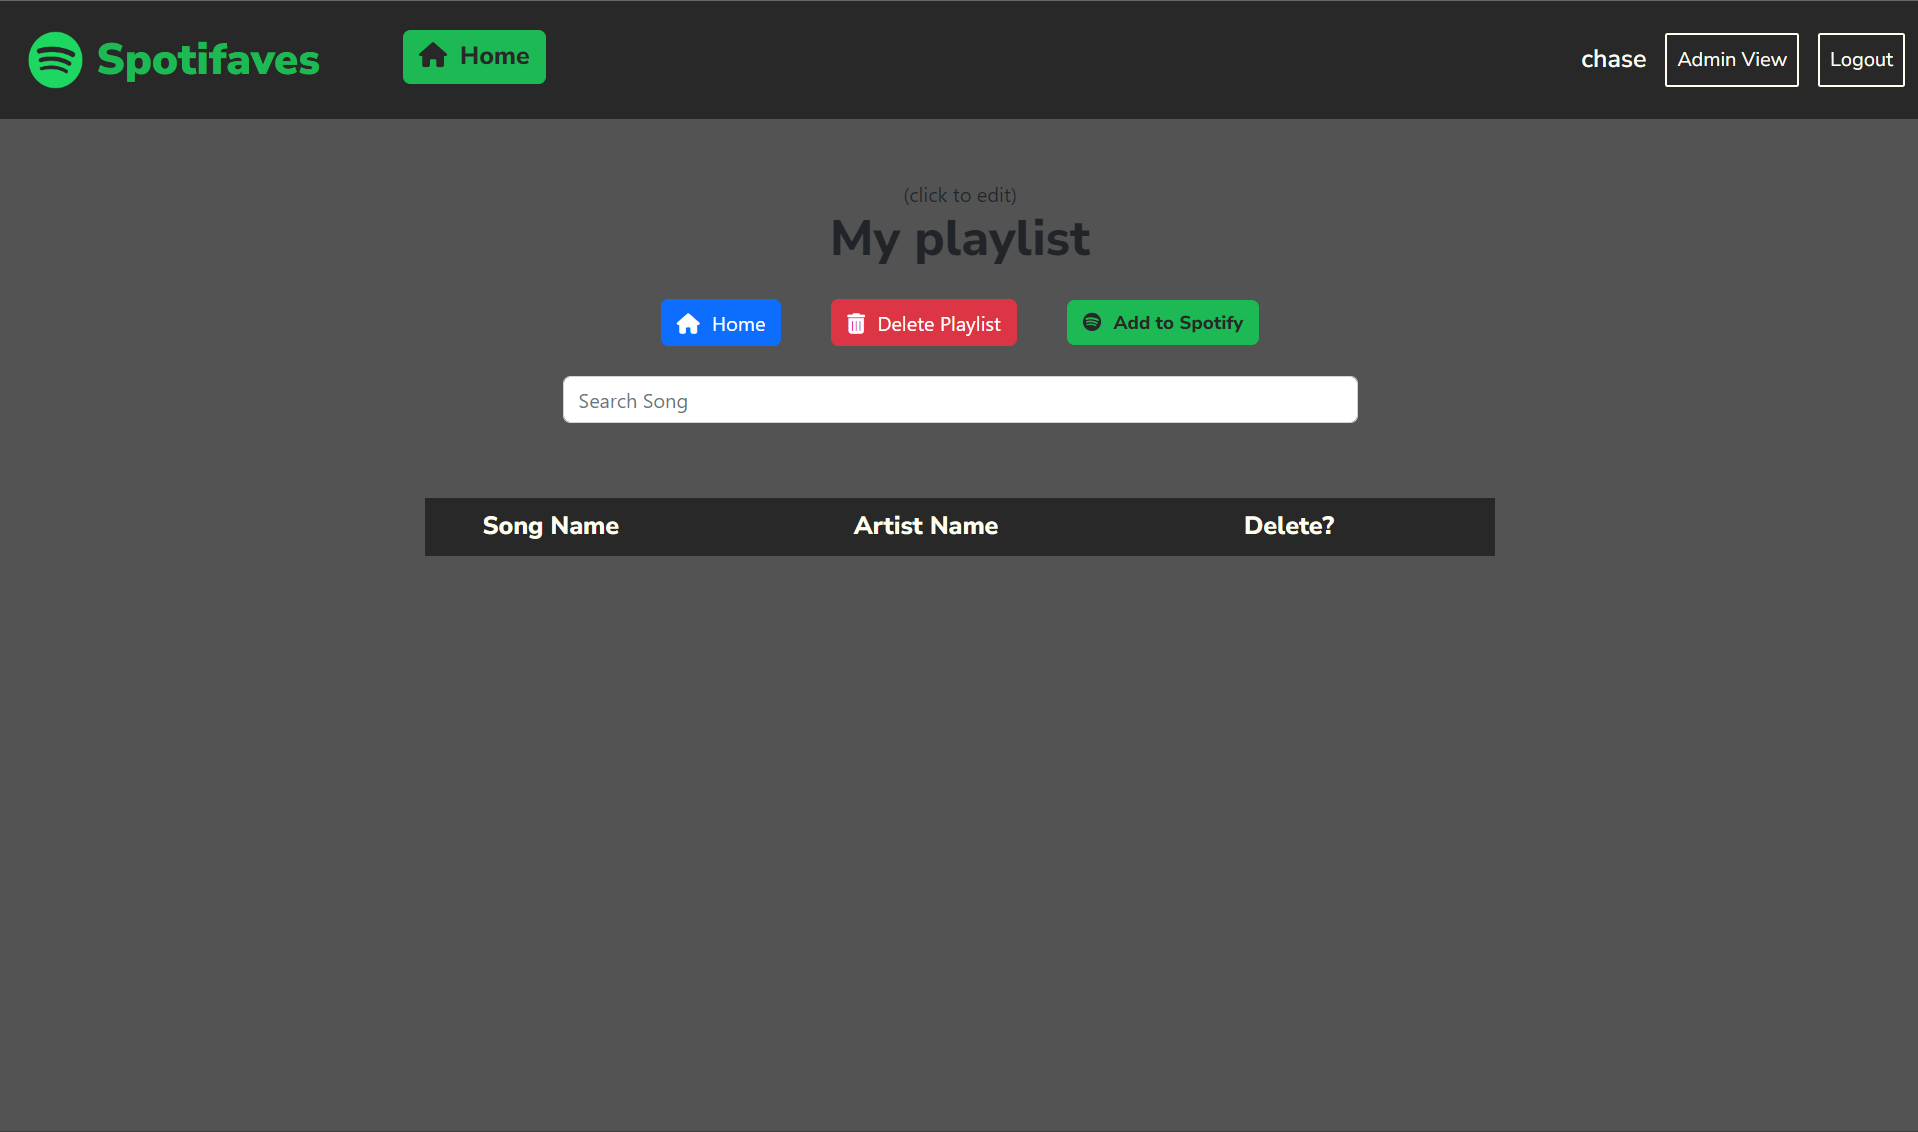 Spotifaves
Home
chase
Admin View
Logout
(click to edit)
My playlist
Home
Delete Playlist
Add to Spotify
Search Song
Song Name
Artist Name
Delete?